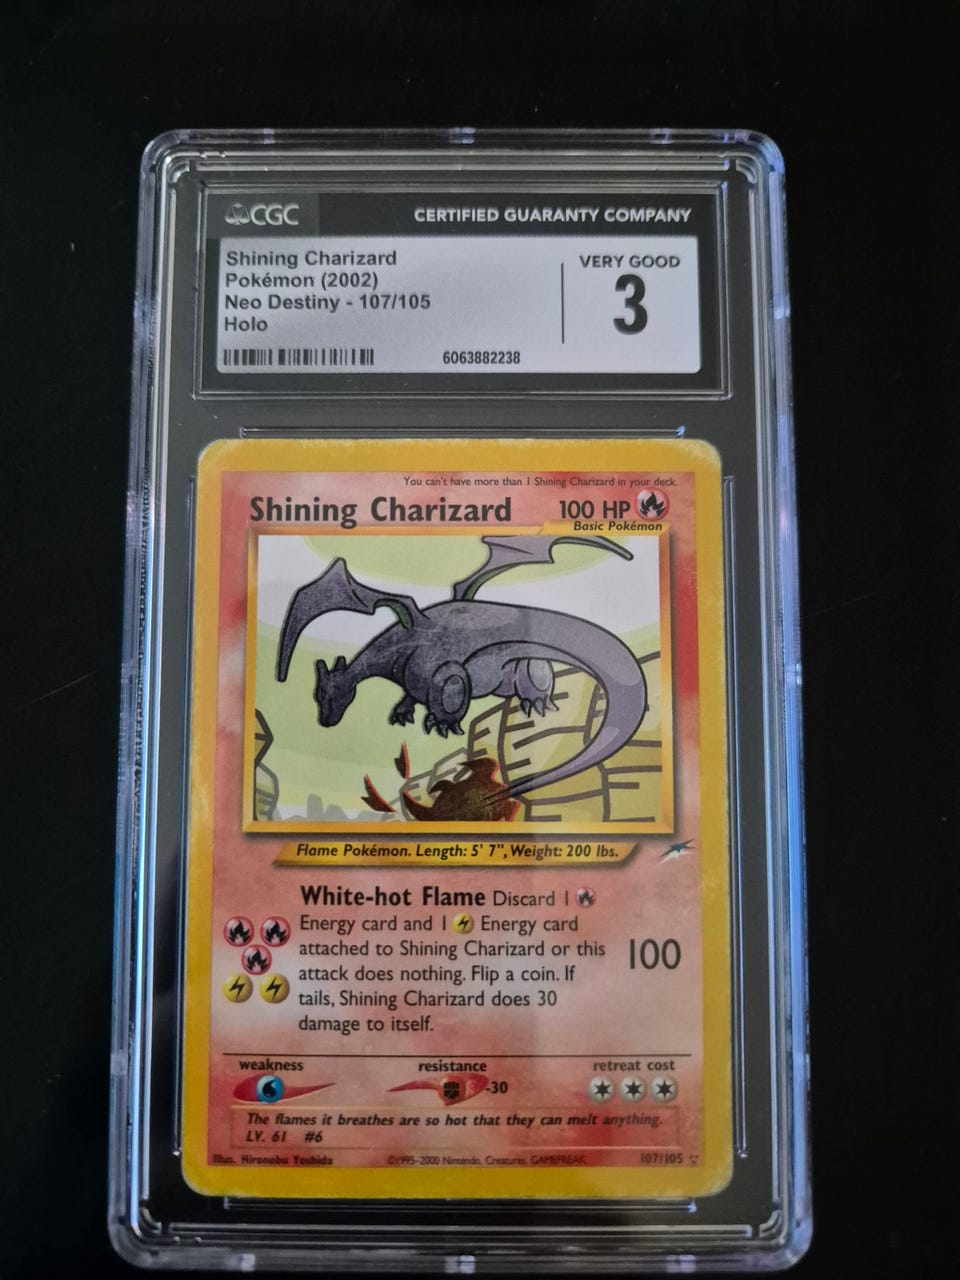 CGC
CERTIFIED GUARANTY COMPANY
Shining Charizard
Pokémon (2002)
Neo Destiny - 107/105
Holo
VERY GOOD
3
6063882238
You can't have more than 1 Shining Charizard in your deck.
Shining Charizard 100 HP
Basic Pokémon
Flame Pokémon. Length: 5' 7", Weight: 200 lbs.
White-hot Flame Discard 1
Energy card and 1 Energy card
attached to Shining Charizard or this
attack does nothing. Flip a coin. If
tails, Shining Charizard does 30
damage to itself.
100
weakness resistance retreat cost
-30
The flames it breathes are so hot that they can melt anything.
LV. 61 #6
Illus. Hironobu Yoshida ©1995-2000 Nintendo, Creatures, GAMEFREAK. 107/105